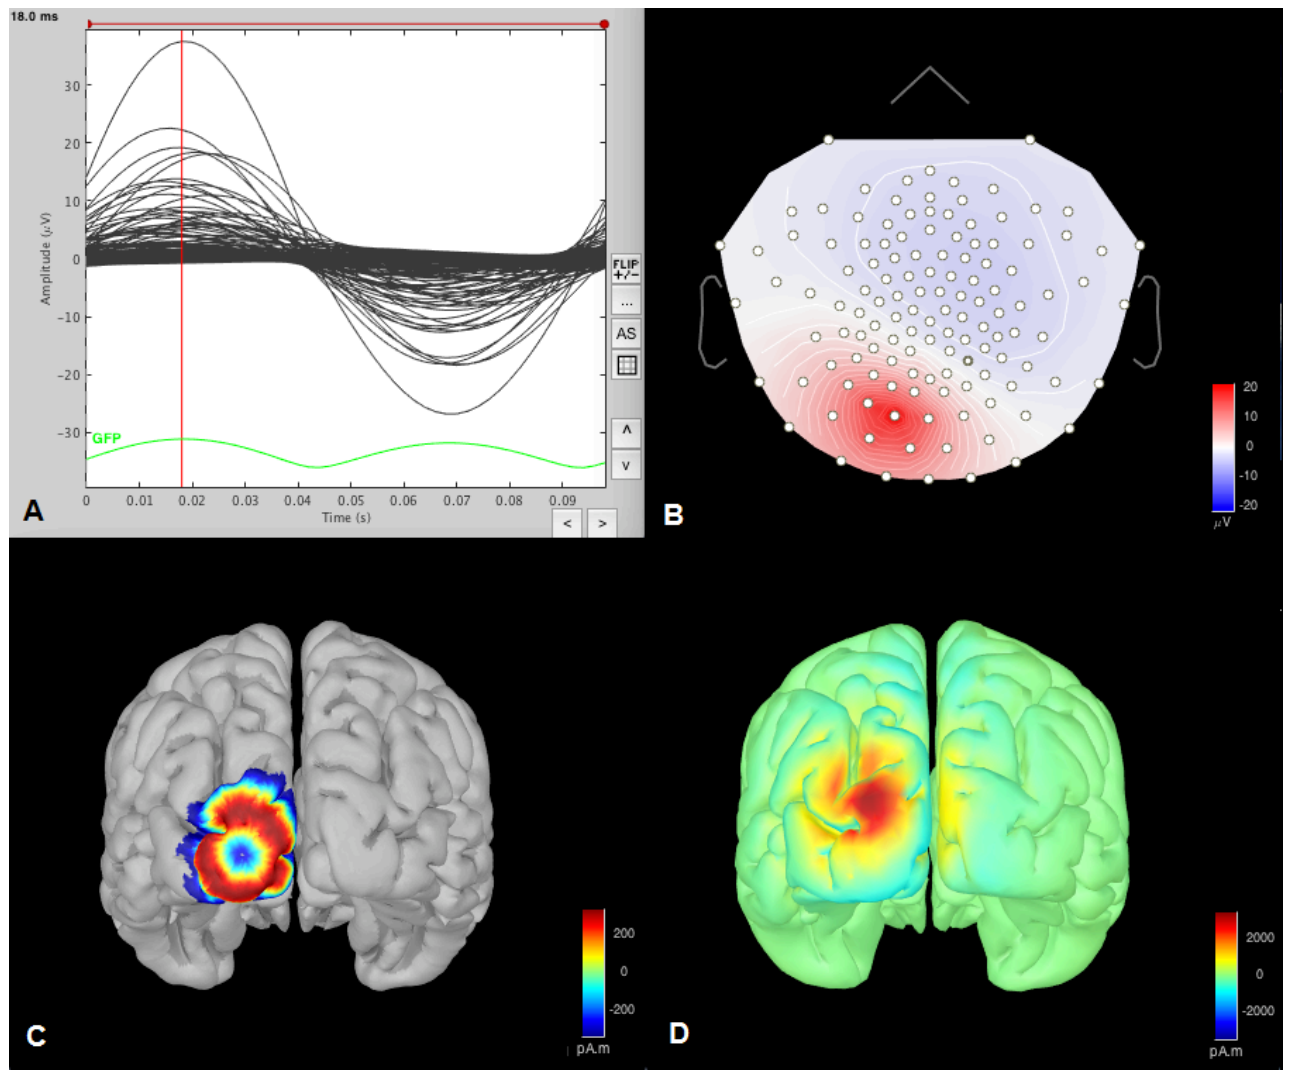 18.0 ms
Amplitude (μV)
30
20
10
0
−10
−20
−30
GFP
0 0.01 0.02 0.03 0.04 0.05 0.06 0.07 0.08 0.09
Time (s)
FLIP
+/-
...
AS
^
v
< >
A
20
10
0
-10
-20
μV
B
200
0
-200
pA.m
C
2000
0
-2000
pA.m
D